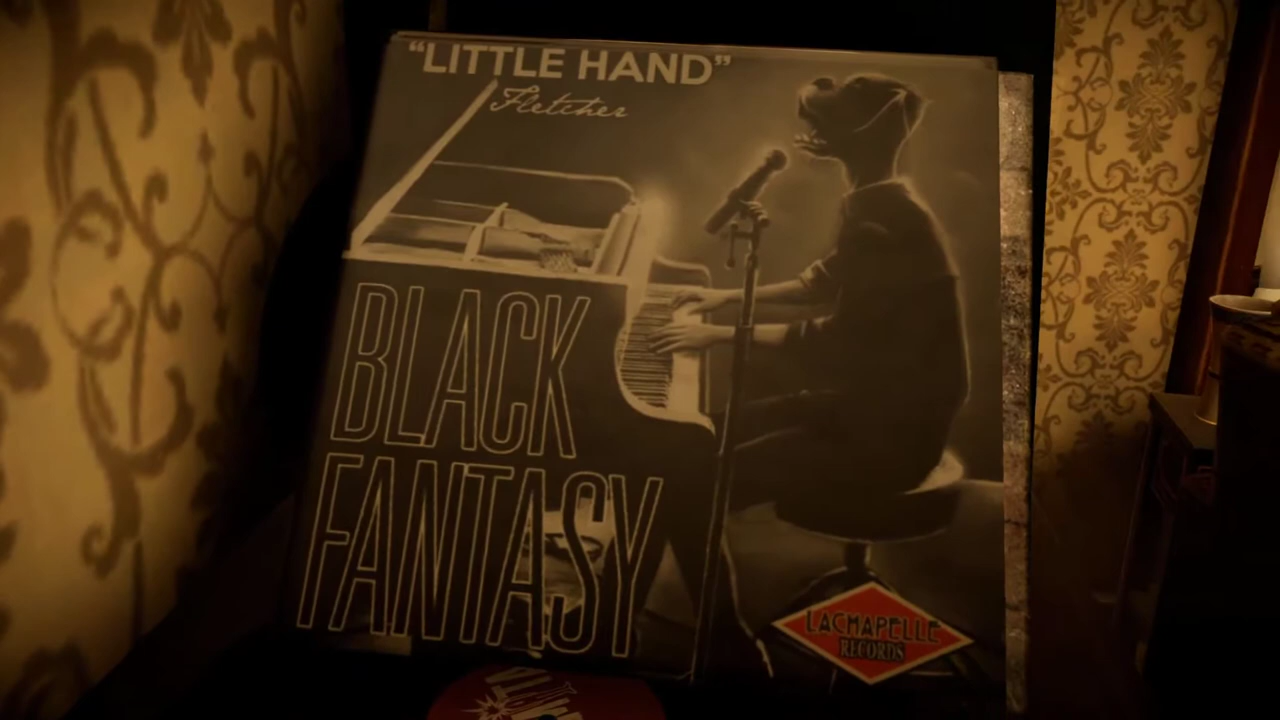 “LITTLE HAND”
Fletcher
BLACK
FANTASY
LACHAPELLE
RECORDS